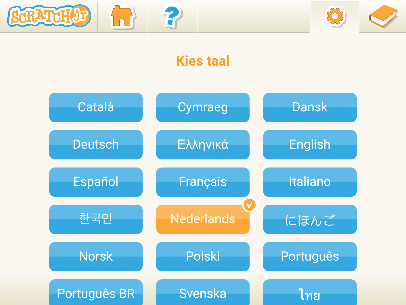 SCRATCHJr
?
Kies taal
Català
Cymraeg
Dansk
Deutsch
Ελληνικά
English
Español
Français
Italiano
한국인
Nederlands
にほんご
Norsk
Polski
Português
Português BR
Svenska
ไทย